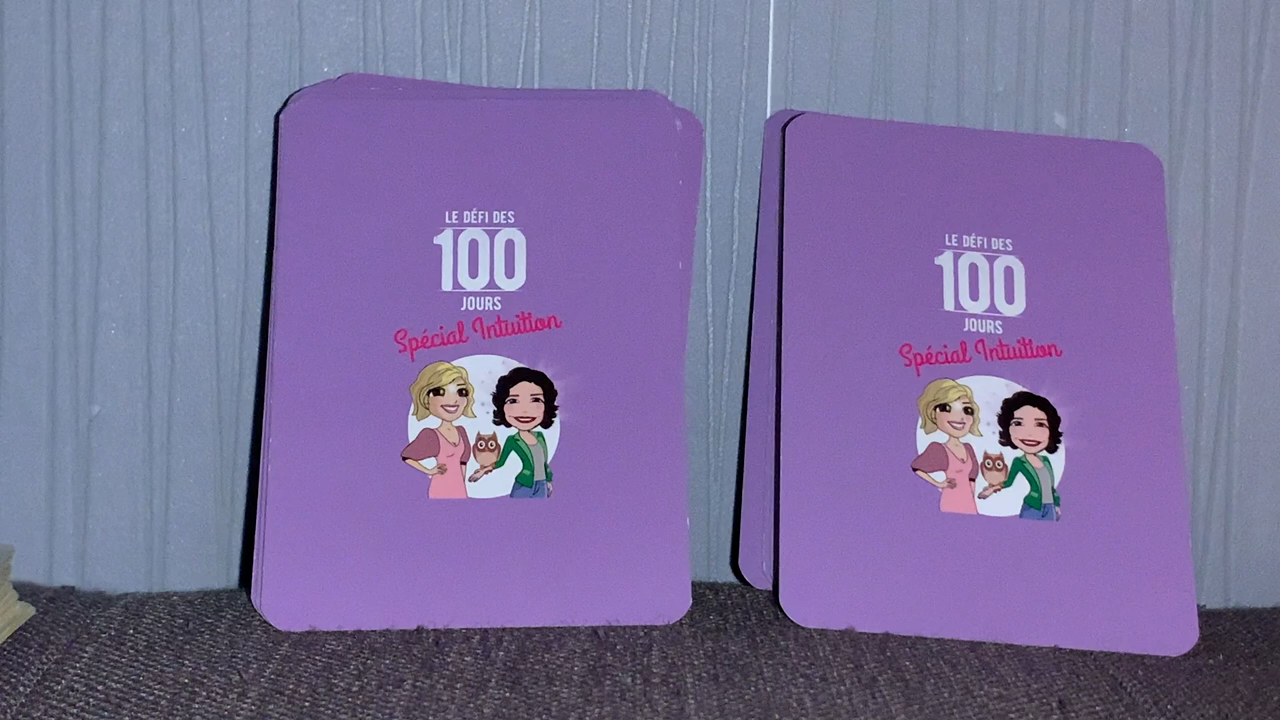 LE DÉFI DES
100
JOURS
Spécial Intuition
LE DÉFI DES
100
JOURS
Spécial Intuition